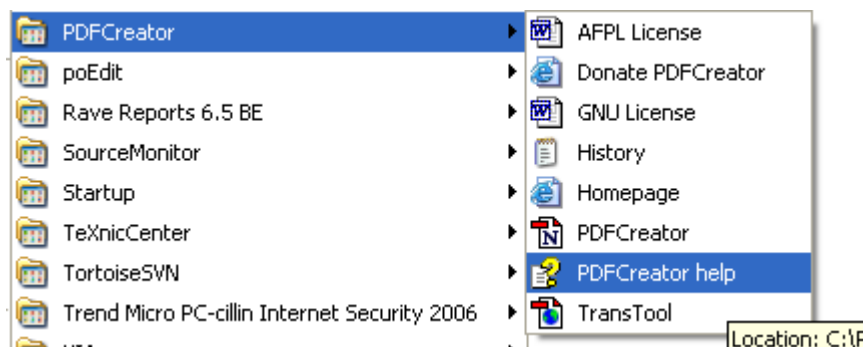 PDFCreator
poEdit
Rave Reports 6.5 BE
SourceMonitor
Startup
TeXnicCenter
TortoiseSVN
Trend Micro PC-cillin Internet Security 2006
AFPL License
Donate PDFCreator
GNU License
History
Homepage
PDFCreator
PDFCreator help
TransTool
Location: C:\P